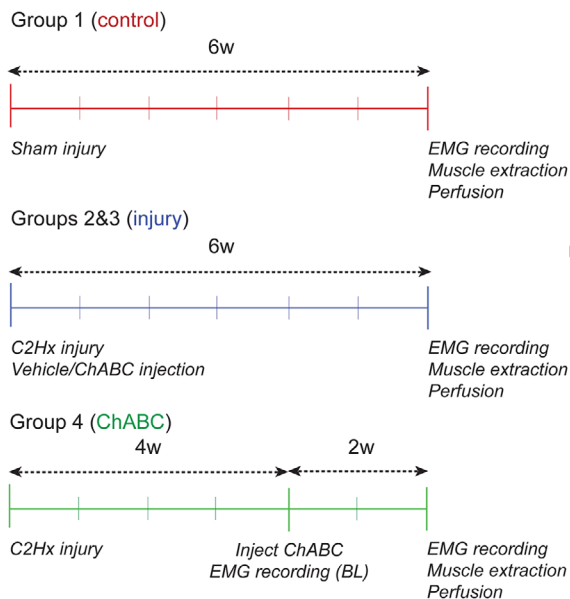 Group 1 (control)
6w
Sham injury
EMG recording
Muscle extraction
Perfusion
Groups 2&3 (injury)
6w
C2Hx injury
Vehicle/ChABC injection
EMG recording
Muscle extraction
Perfusion
Group 4 (ChABC)
4w
2w
C2Hx injury
Inject ChABC
EMG recording (BL)
EMG recording
Muscle extraction
Perfusion